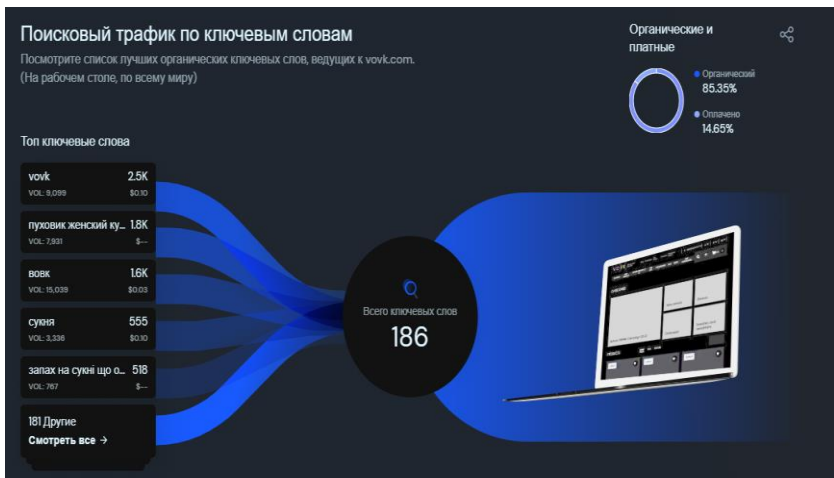 Поисковый трафик по ключевым словам
Посмотрите список лучших органических ключевых слов, ведущих к vovk.com.
(На рабочем столе, по всему миру)
Органические и
платные
Органический
85.35%
Оплачено
14.65%
Топ ключевые слова
vovk 2.5K
VOL: 9,099 $0.10
пуховик женский ку... 1.8K
VOL: 7,931 $--
вовк 1.6K
VOL: 15,039 $0.03
сукня 555
VOL: 3,336 $0.10
запах на сукні що о... 518
VOL: 767 $--
181 Другие
Смотреть все →
Всего ключевых слов
186